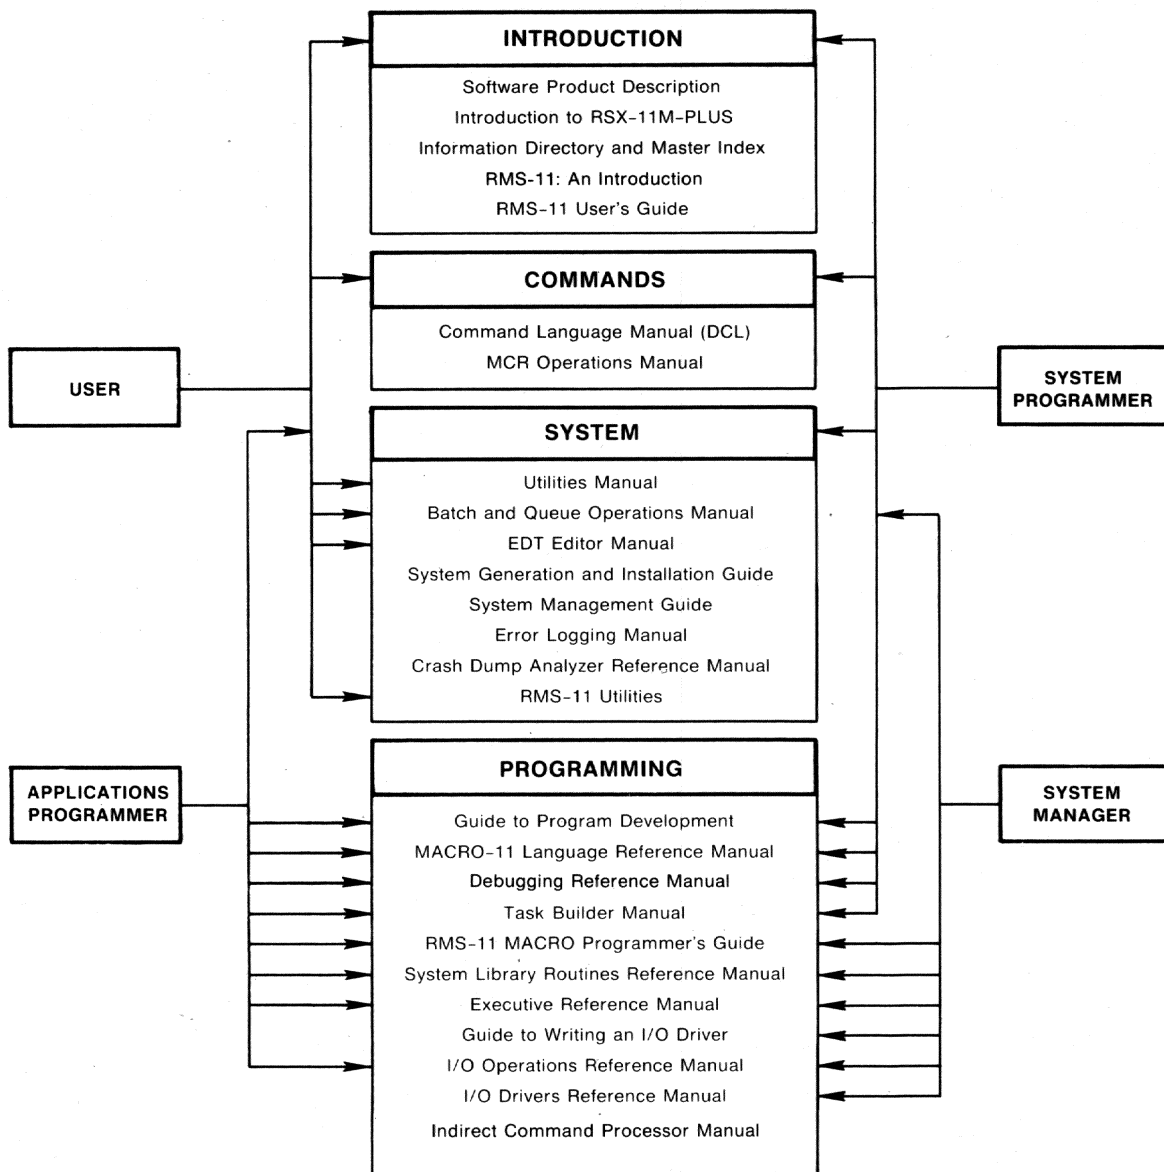 INTRODUCTION
Software Product Description
Introduction to RSX-11M-PLUS
Information Directory and Master Index
RMS-11: An Introduction
RMS-11 User's Guide
COMMANDS
Command Language Manual (DCL)
MCR Operations Manual
USER
SYSTEM
PROGRAMMER
SYSTEM
Utilities Manual
Batch and Queue Operations Manual
EDT Editor Manual
System Generation and Installation Guide
System Management Guide
Error Logging Manual
Crash Dump Analyzer Reference Manual
RMS-11 Utilities
APPLICATIONS
PROGRAMMER
SYSTEM
MANAGER
PROGRAMMING
Guide to Program Development
MACRO-11 Language Reference Manual
Debugging Reference Manual
Task Builder Manual
RMS-11 MACRO Programmer's Guide
System Library Routines Reference Manual
Executive Reference Manual
Guide to Writing an I/O Driver
I/O Operations Reference Manual
I/O Drivers Reference Manual
Indirect Command Processor Manual